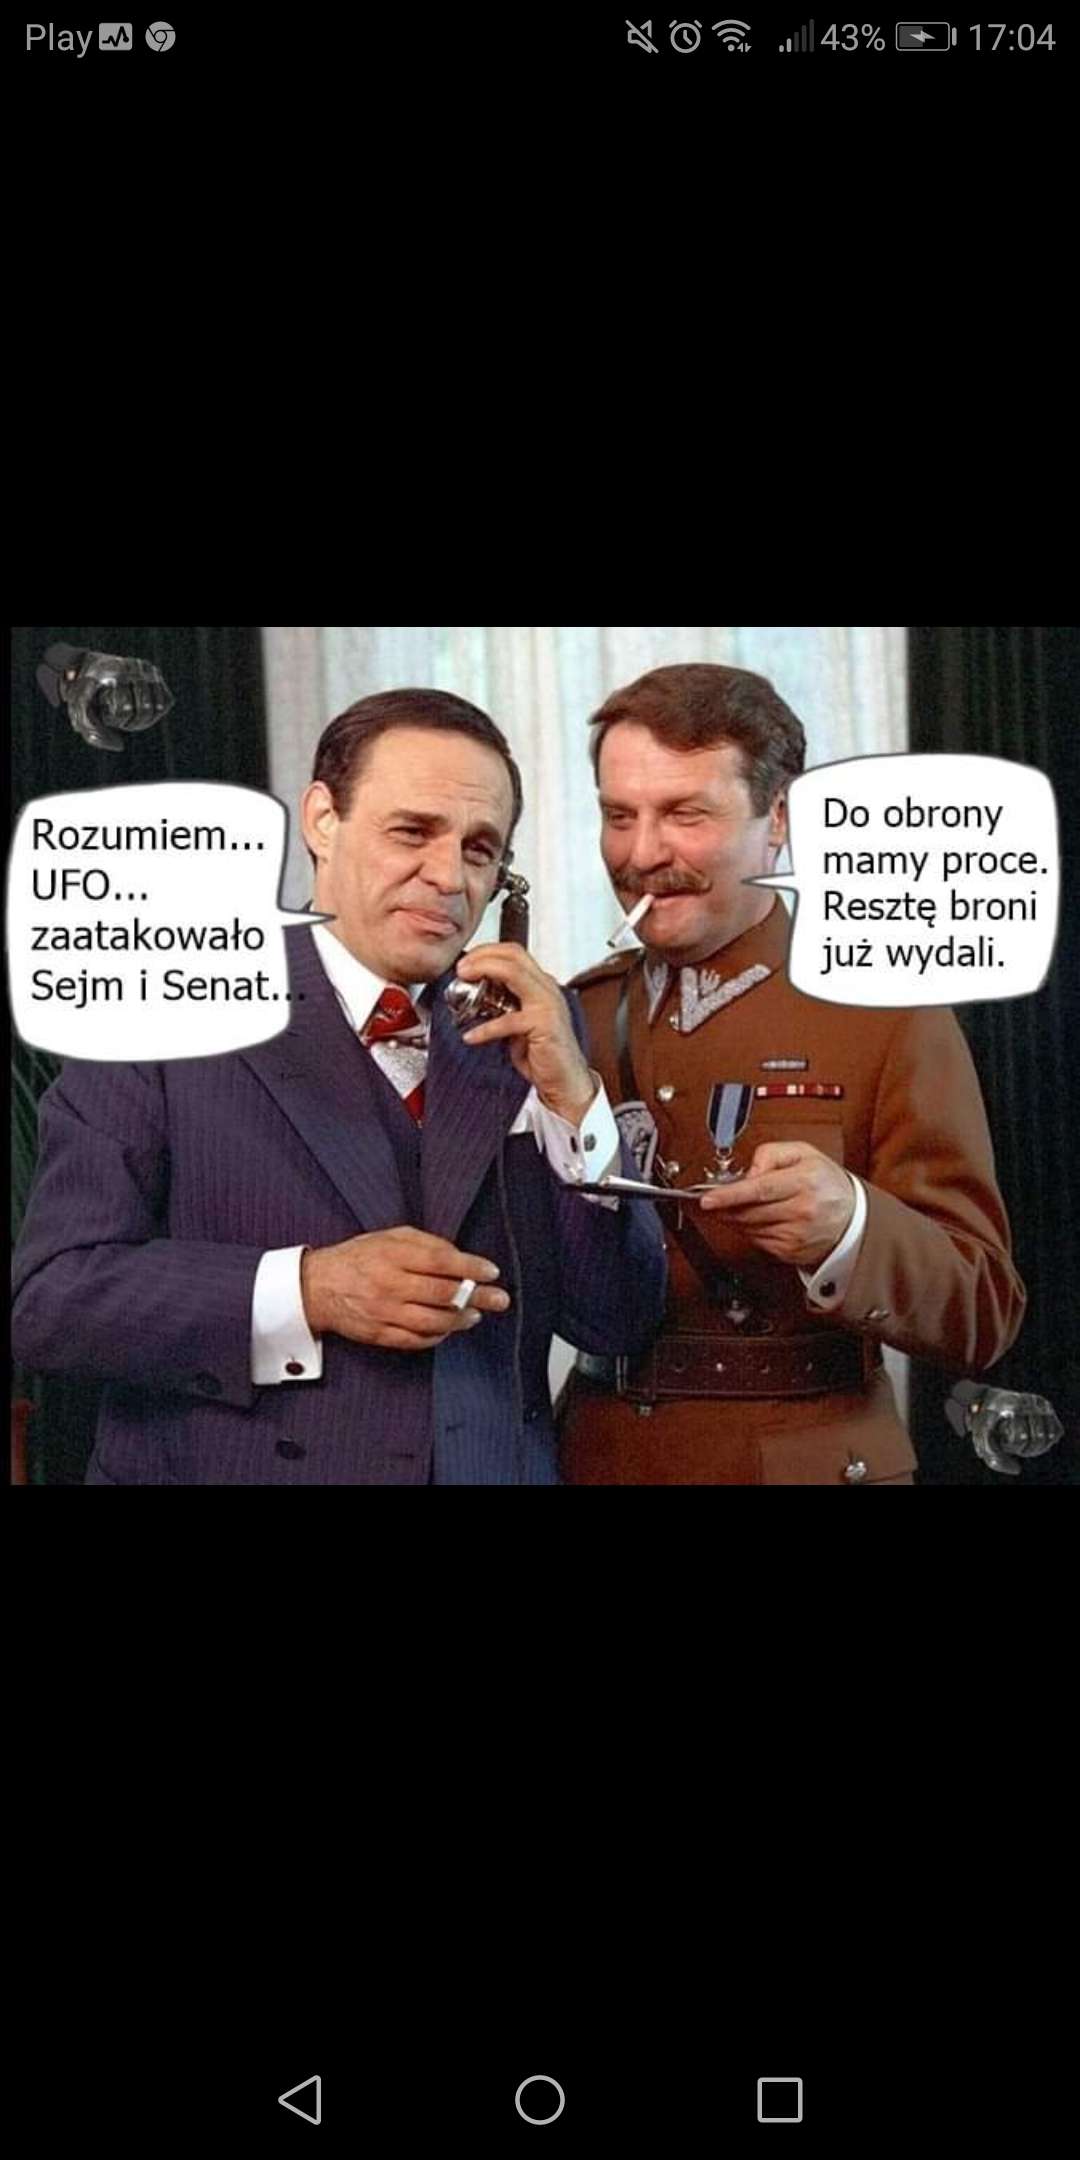 Play 43% 17:04
Rozumiem...
UFO...
zaatakowało
Sejm i Senat...
Do obrony
mamy proce.
Resztę broni
już wydali.